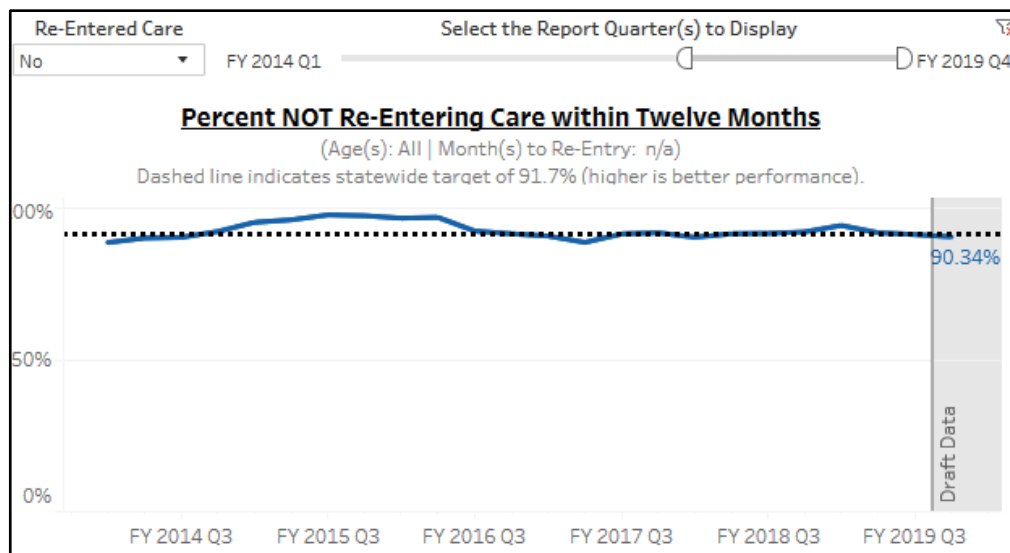 Re-Entered Care
Select the Report Quarter(s) to Display
No
FY 2014 Q1
FY 2019 Q4
Percent NOT Re-Entering Care within Twelve Months
(Age(s): All | Month(s) to Re-Entry: n/a)
Dashed line indicates statewide target of 91.7% (higher is better performance).
00%
90.34%
50%
Draft Data
0%
FY 2014 Q3
FY 2015 Q3
FY 2016 Q3
FY 2017 Q3
FY 2018 Q3
FY 2019 Q3